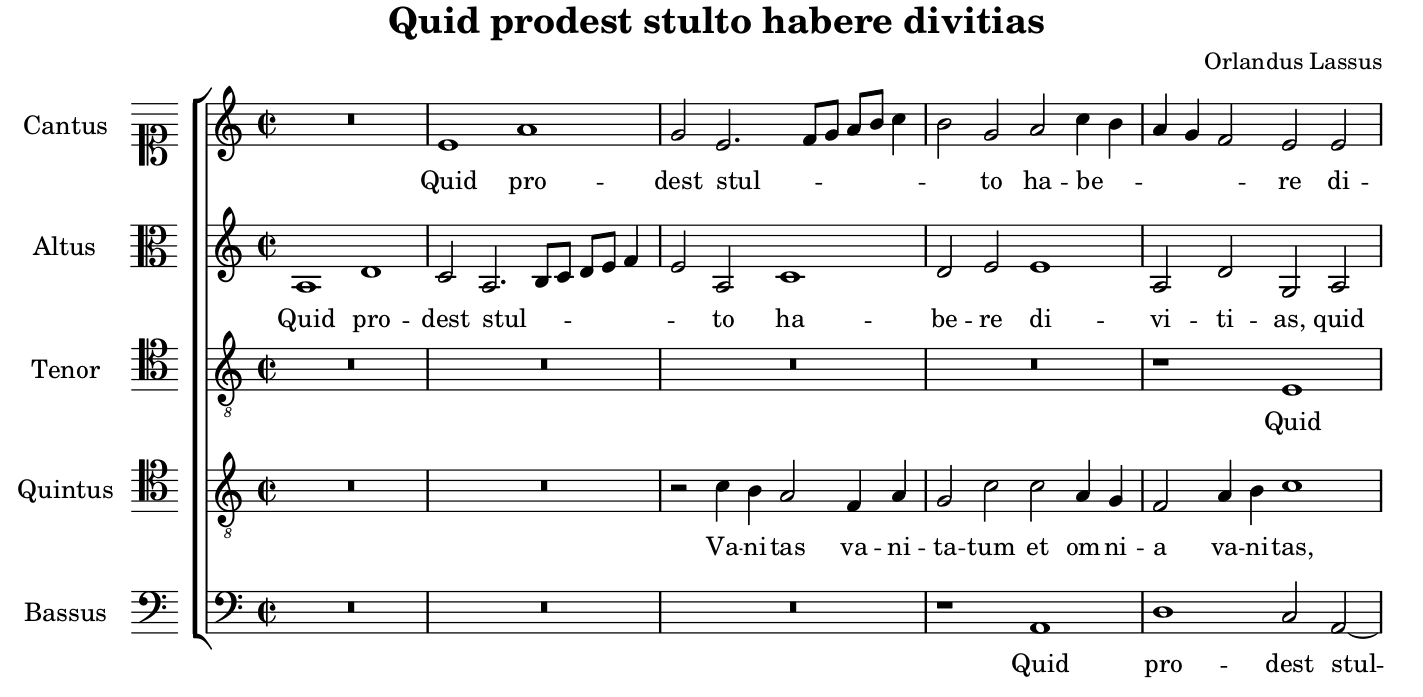 Quid prodest stulto habere divitias
Orlandus Lassus
Cantus
Quid pro - dest stul - - - - - to ha - be - - - - re di -
Altus
Quid pro - dest stul - - - - - to ha - be - re di - vi - ti - as, quid
Tenor
8
Quid
Quintus
8
Va - ni - tas va - ni - ta - tum et om - ni - a va - ni - tas,
Bassus
Quid pro - dest stul -